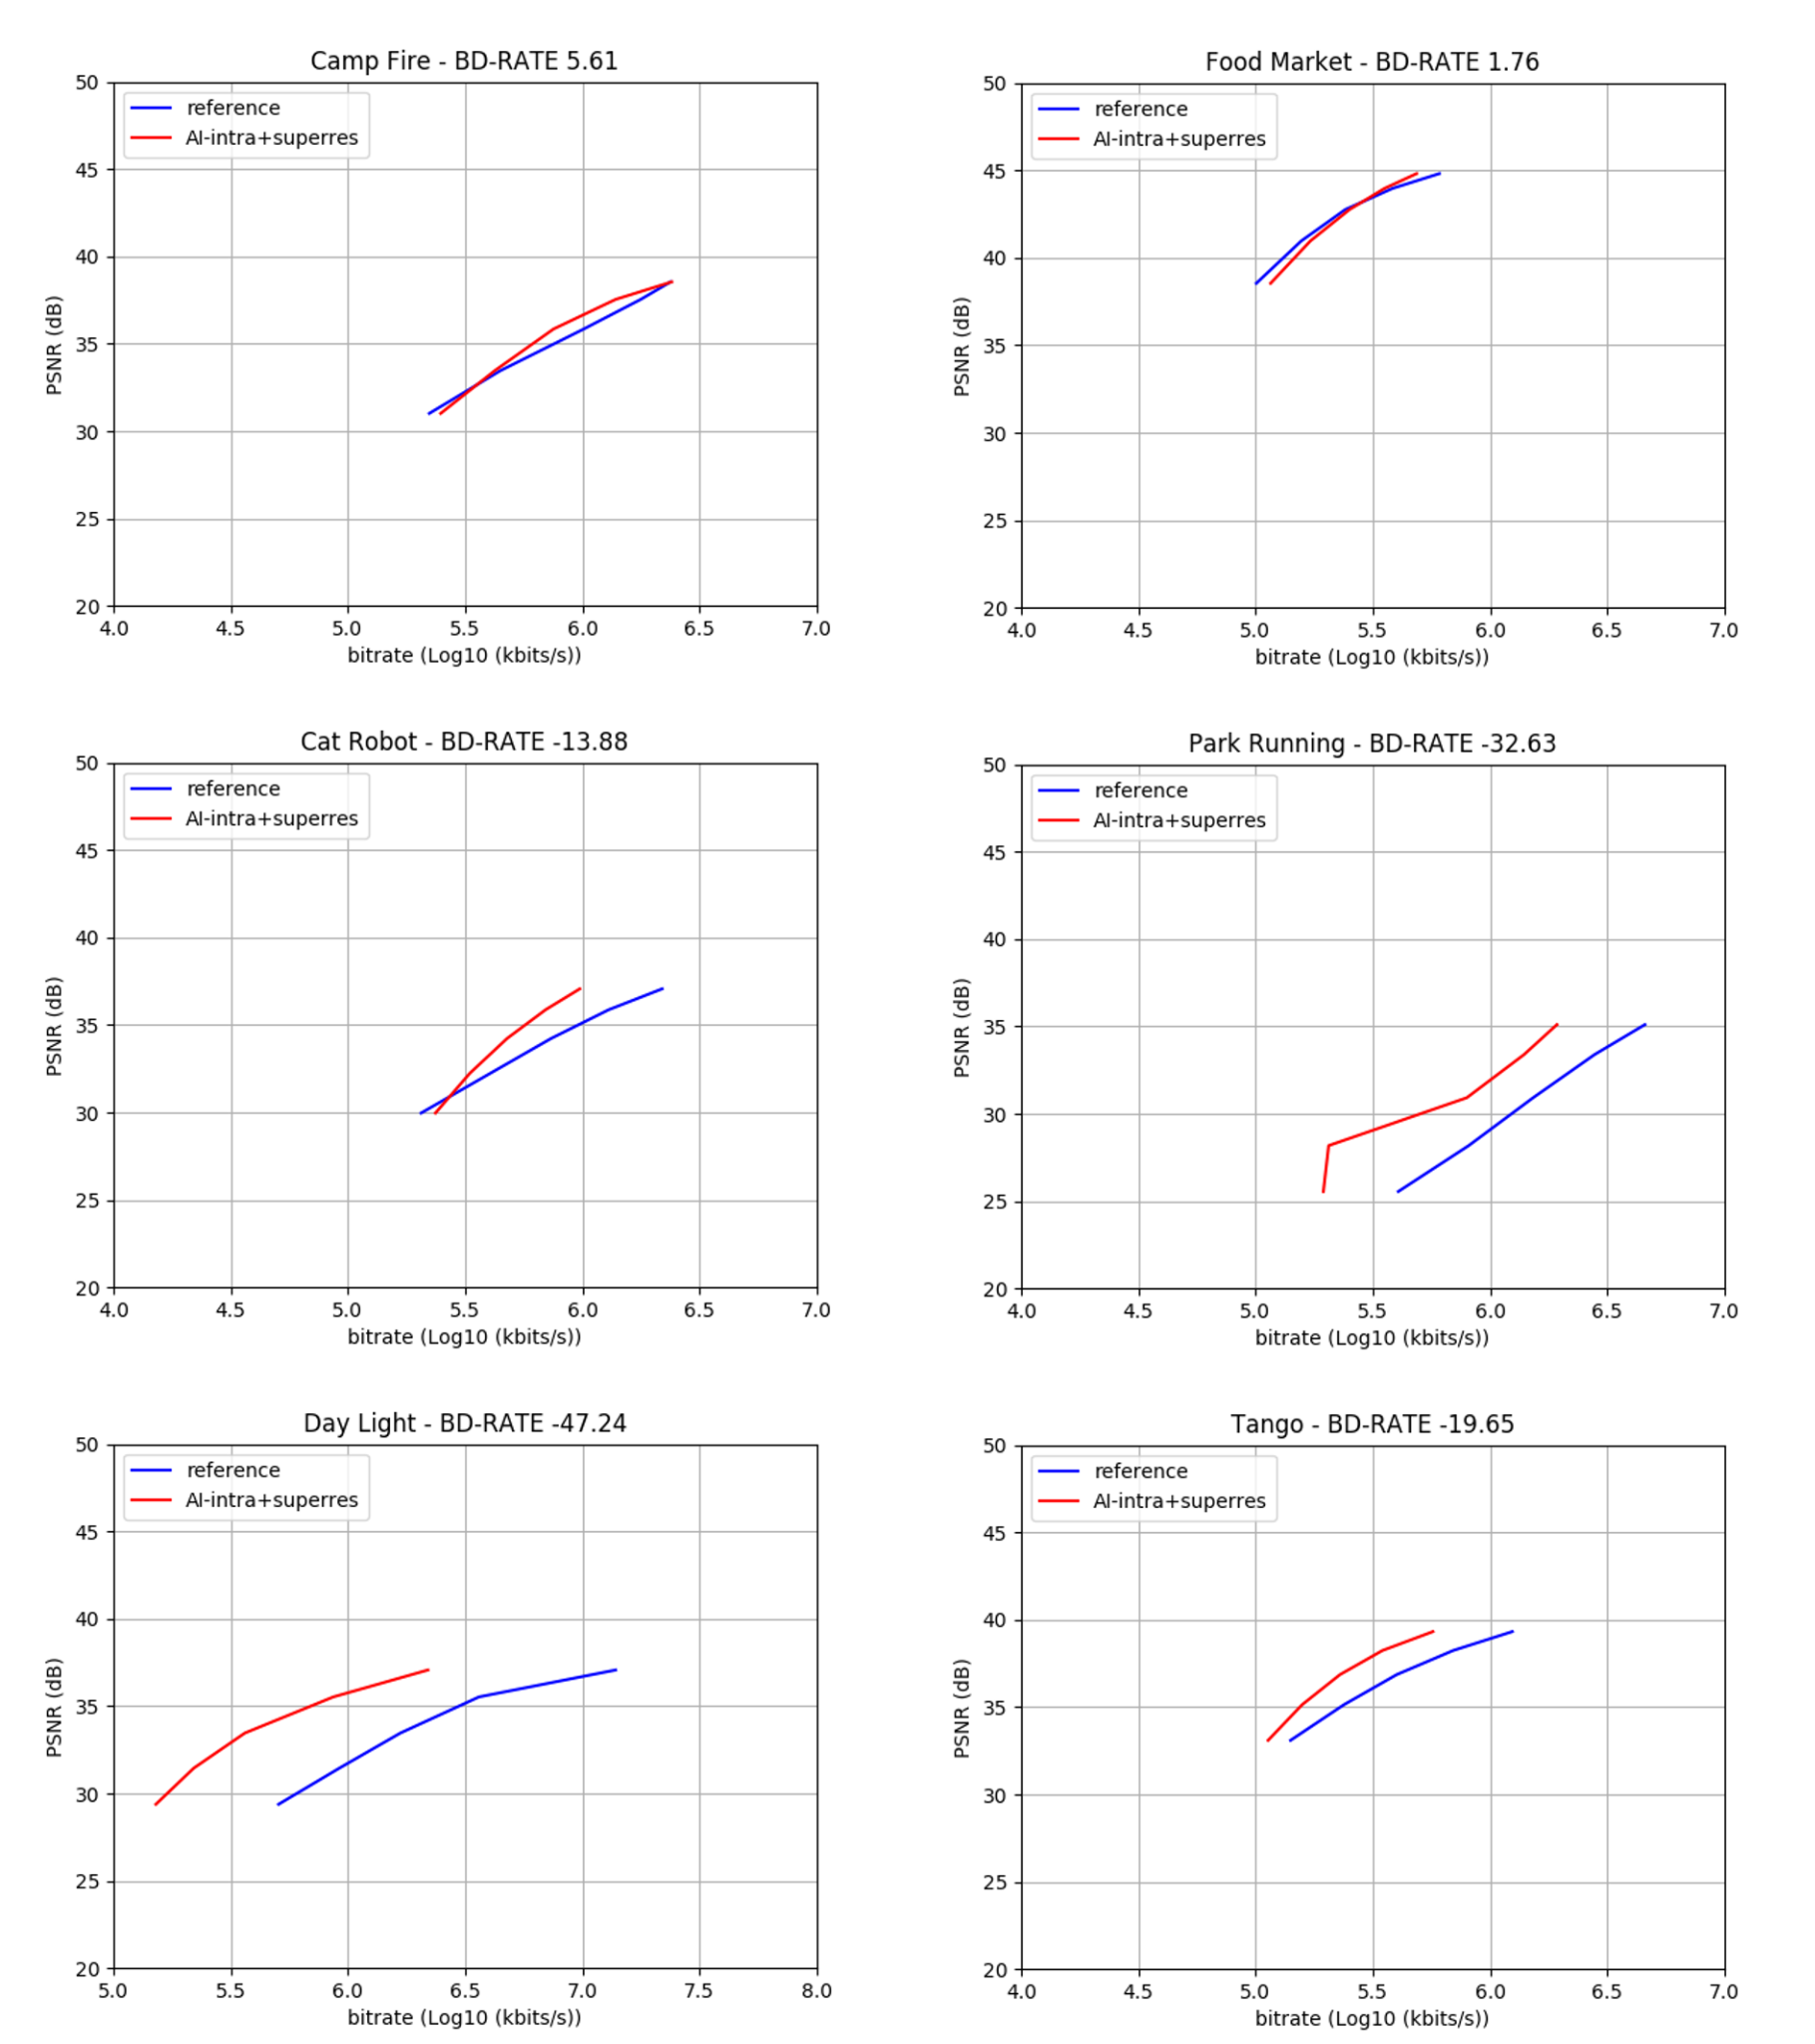 Camp Fire - BD-RATE 5.61
reference
AI-intra+superres
50
45
40
35
30
25
20
PSNR (dB)
4.0 4.5 5.0 5.5 6.0 6.5 7.0
bitrate (Log10 (kbits/s))
Food Market - BD-RATE 1.76
reference
AI-intra+superres
50
45
40
35
30
25
20
PSNR (dB)
4.0 4.5 5.0 5.5 6.0 6.5 7.0
bitrate (Log10 (kbits/s))
Cat Robot - BD-RATE -13.88
reference
AI-intra+superres
50
45
40
35
30
25
20
PSNR (dB)
4.0 4.5 5.0 5.5 6.0 6.5 7.0
bitrate (Log10 (kbits/s))
Park Running - BD-RATE -32.63
reference
AI-intra+superres
50
45
40
35
30
25
20
PSNR (dB)
4.0 4.5 5.0 5.5 6.0 6.5 7.0
bitrate (Log10 (kbits/s))
Day Light - BD-RATE -47.24
reference
AI-intra+superres
50
45
40
35
30
25
20
PSNR (dB)
5.0 5.5 6.0 6.5 7.0 7.5 8.0
bitrate (Log10 (kbits/s))
Tango - BD-RATE -19.65
reference
AI-intra+superres
50
45
40
35
30
25
20
PSNR (dB)
4.0 4.5 5.0 5.5 6.0 6.5 7.0
bitrate (Log10 (kbits/s))